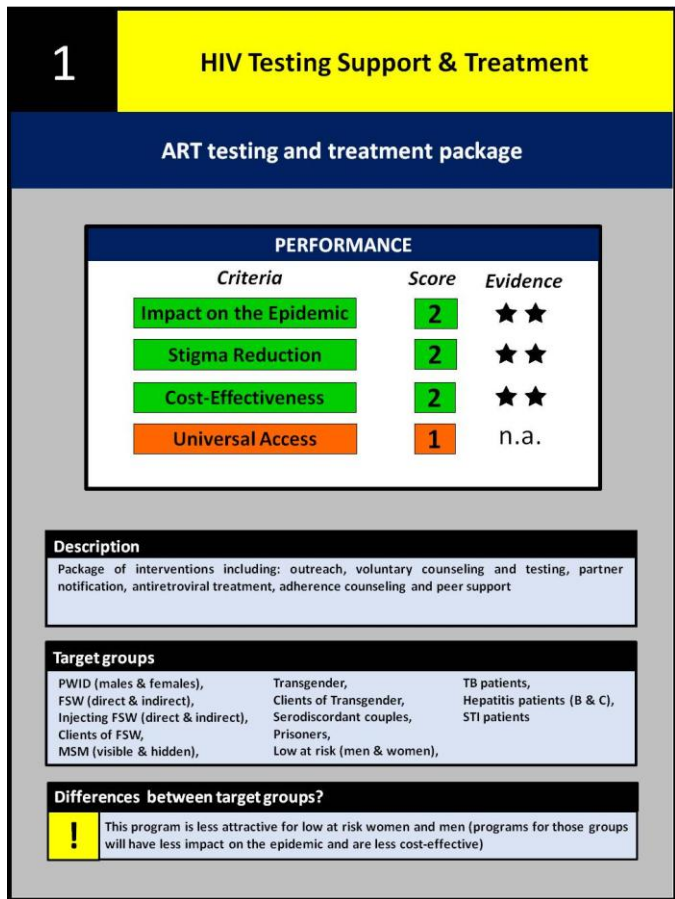 1
HIV Testing Support & Treatment
ART testing and treatment package
PERFORMANCE
Criteria Score Evidence
Impact on the Epidemic 2 ★★
Stigma Reduction 2 ★★
Cost-Effectiveness 2 ★★
Universal Access 1 n.a.
Description
Package of interventions including: outreach, voluntary counseling and testing, partner
notification, antiretroviral treatment, adherence counseling and peer support
Target groups
PWID (males & females),
FSW (direct & indirect),
Injecting FSW (direct & indirect),
Clients of FSW,
MSM (visible & hidden),
Transgender,
Clients of Transgender,
Serodiscordant couples,
Prisoners,
Low at risk (men & women),
TB patients,
Hepatitis patients (B & C),
STI patients
Differences between target groups?
!
This program is less attractive for low at risk women and men (programs for those groups
will have less impact on the epidemic and are less cost-effective)